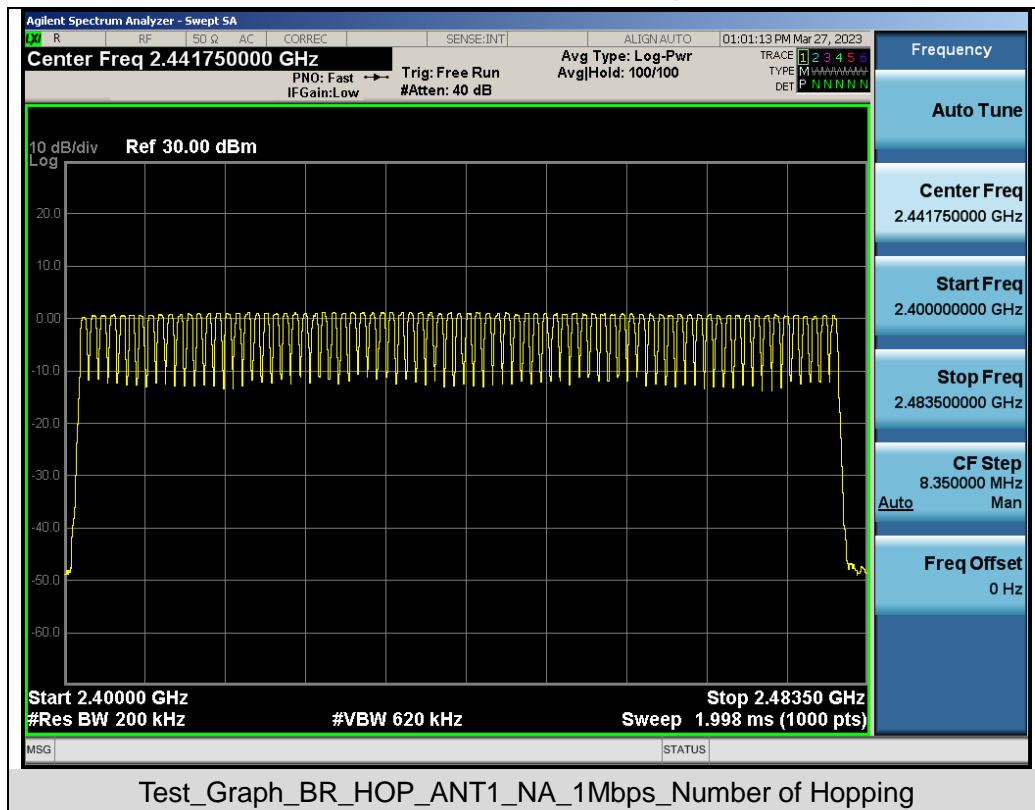 Agilent Spectrum Analyzer - Swept SA
LXI R RF 50 Ω AC CORREC SENSE:INT ALIGN AUTO 01:01:13 PM Mar 27, 2023
Center Freq 2.441750000 GHz
PNO: Fast
IFGain:Low
Trig: Free Run
#Atten: 40 dB
Avg Type: Log-Pwr
Avg|Hold: 100/100
TRACE 1 2 3 4 5 6
TYPE M WWWWW
DET P N N N N N
10 dB/div Ref 30.00 dBm
Log
20.0
10.0
0.00
-10.0
-20.0
-30.0
-40.0
-50.0
-60.0
Start 2.40000 GHz Stop 2.48350 GHz
#Res BW 200 kHz #VBW 620 kHz Sweep 1.998 ms (1000 pts)
MSG STATUS
Frequency
Auto Tune
Center Freq
2.441750000 GHz
Start Freq
2.400000000 GHz
Stop Freq
2.483500000 GHz
CF Step
8.350000 MHz
Auto Man
Freq Offset
0 Hz
Test_Graph_BR_HOP_ANT1_NA_1Mbps_Number of Hopping